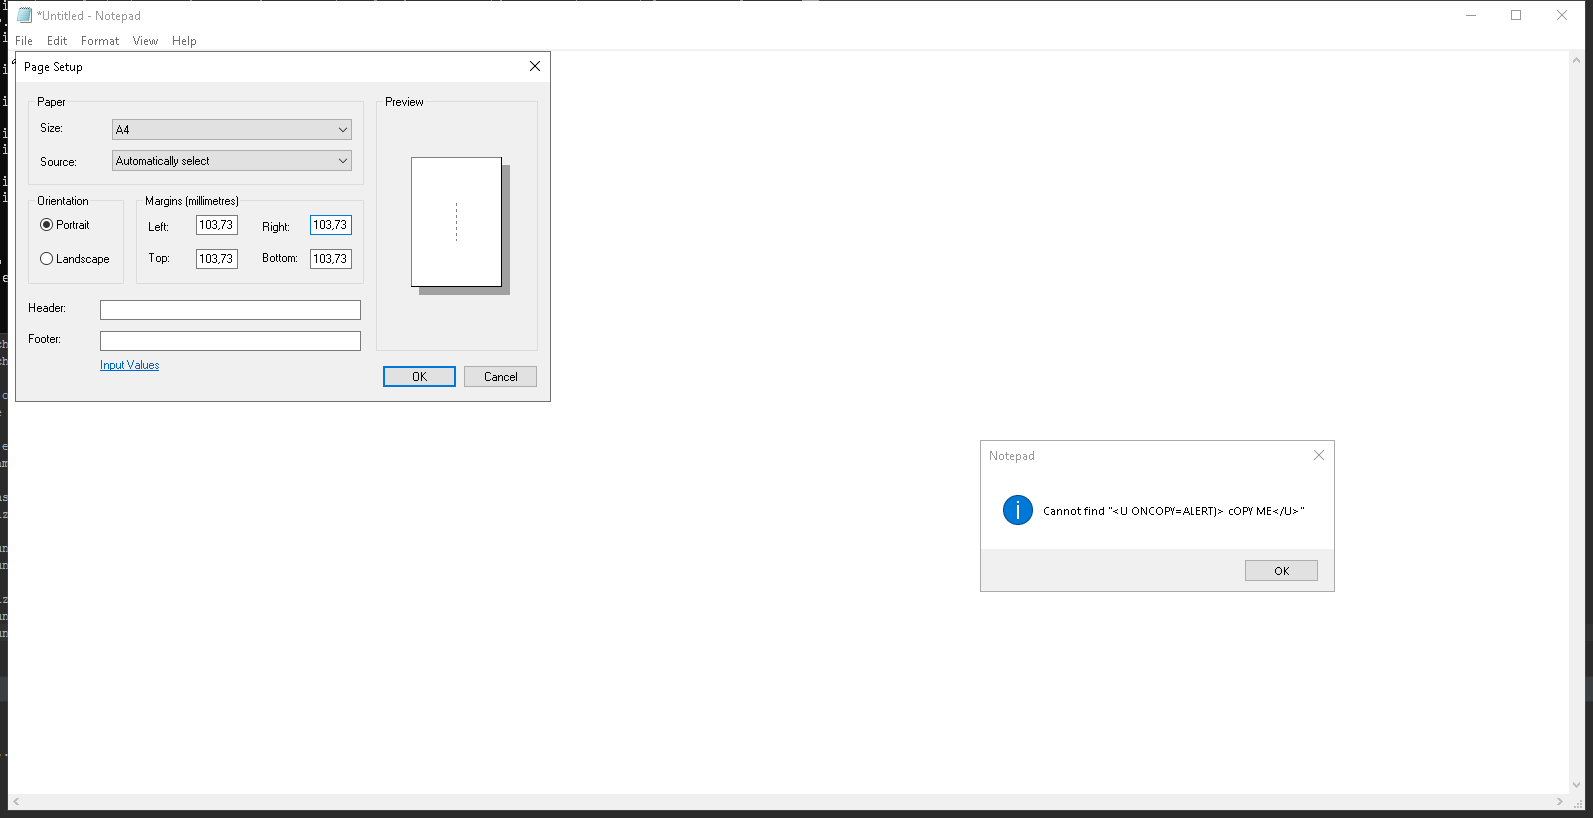 *Untitled - Notepad
File Edit Format View Help
Page Setup
Paper
Size: A4
Source: Automatically select
Orientation
Portrait
Landscape
Margins (millimetres)
Left: 103,73 Right: 103,73
Top: 103,73 Bottom: 103,73
Header:
Footer:
Input Values
Preview
OK Cancel
Notepad
Cannot find "<U ONCOPY=ALERT)> cOPY ME</U>"
OK